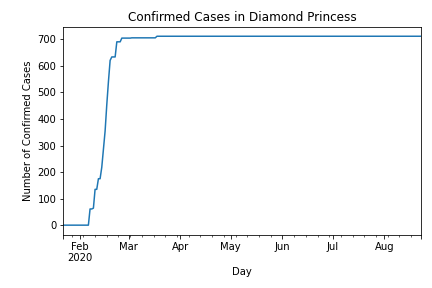 Confirmed Cases in Diamond Princess
Number of Confirmed Cases
700
600
500
400
300
200
100
0
Feb Mar Apr May Jun Jul Aug
2020
Day